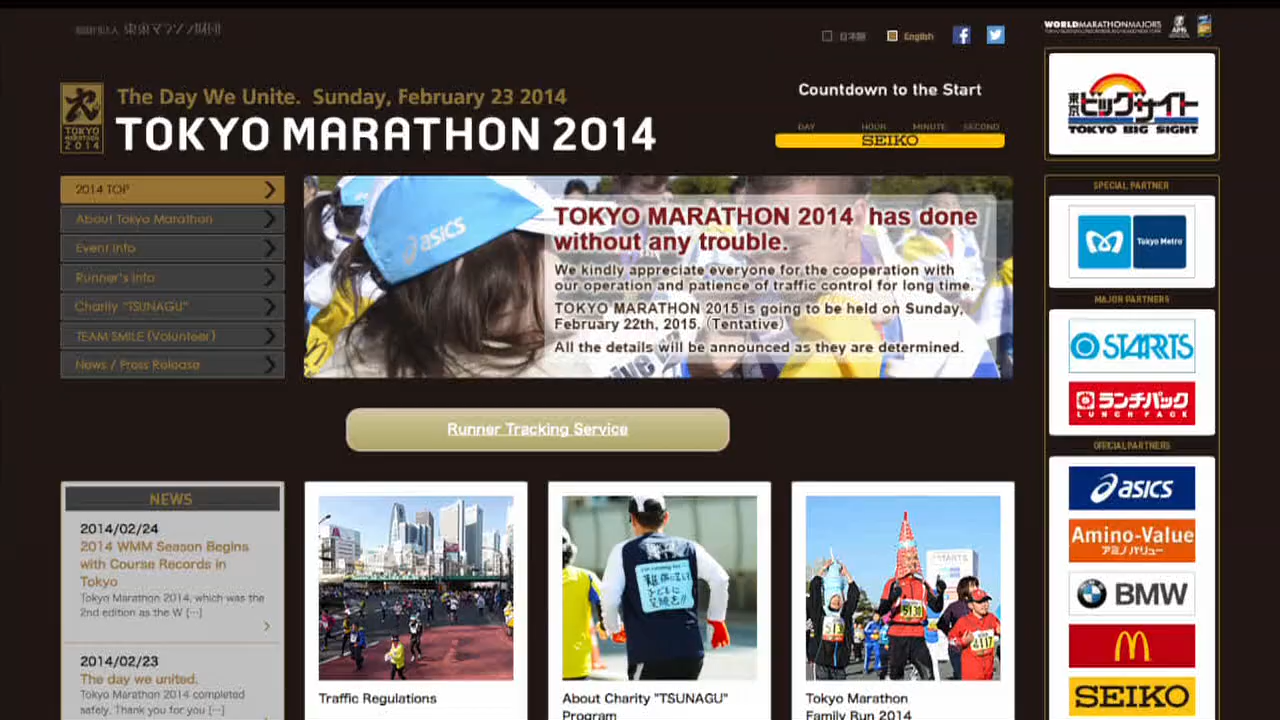 東京マラソン財団
日本語
English
WORLDMARATHONMAJORS
The Day We Unite. Sunday, February 23 2014
TOKYO MARATHON 2014
TOKYO
MARATHON
2014
Countdown to the Start
DAY HOUR MINUTE SECOND
SEIKO
東京ビッグサイト
TOKYO BIG SIGHT
2014 TOP
About Tokyo Marathon
Event Info
Runner's Info
Charity "TSUNAGU"
TEAM SMILE (Volunteer)
News / Press Release
asics
TOKYO MARATHON 2014 has done
without any trouble.
We kindly appreciate everyone for the cooperation with
our operation and patience of traffic control for long time.
TOKYO MARATHON 2015 is going to be held on Sunday,
February 22th, 2015. (Tentative)
All the details will be announced as they are determined.
Runner Tracking Service
NEWS
2014/02/24
2014 WMM Season Begins
with Course Records in
Tokyo
Tokyo Marathon 2014, which was the
2nd edition as the W [···]
2014/02/23
The day we united.
Tokyo Marathon 2014 completed
safely. Thank you for you [···]
Traffic Regulations
About Charity "TSUNAGU"
Program
STARTS
5130
4117
Tokyo Marathon
Family Run 2014
SPECIAL PARTNER
Tokyo Metro
MAJOR PARTNERS
STARTS
ランチパック
LUNCH PACK
OFFICIAL PARTNERS
asics
Amino-Value
アミノバリュー
BMW
SEIKO